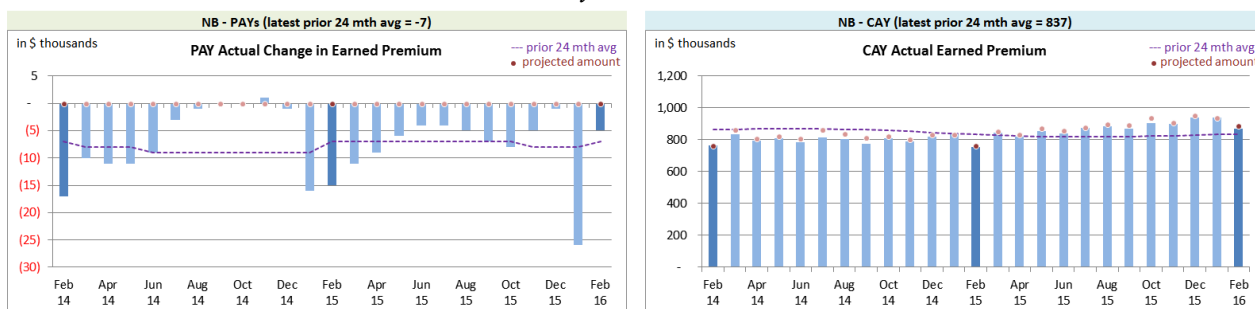 NB - PAYs (latest prior 24 mth avg = -7)
in $ thousands
PAY Actual Change in Earned Premium
prior 24 mth avg
projected amount
5
-
(5)
(10)
(15)
(20)
(25)
(30)
Feb Apr Jun Aug Oct Dec Feb Apr Jun Aug Oct Dec Feb
14 14 14 14 14 14 15 15 15 15 15 15 16
NB - CAY (latest prior 24 mth avg = 837)
in $ thousands
CAY Actual Earned Premium
prior 24 mth avg
projected amount
1,200
1,000
800
600
400
200
-
Feb Apr Jun Aug Oct Dec Feb Apr Jun Aug Oct Dec Feb
14 14 14 14 14 14 15 15 15 15 15 15 16